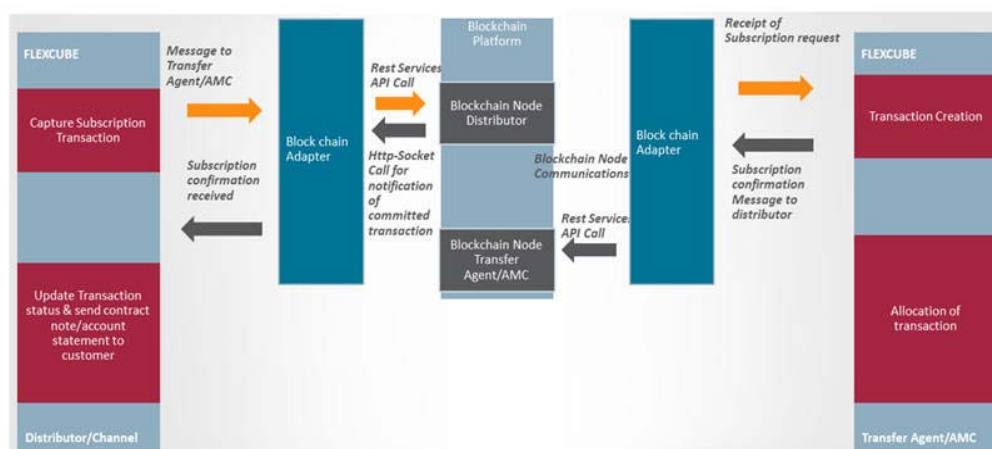 FLEXCUBE
Capture Subscription
Transaction
Update Transaction
status & send contract
note/account
statement to
customer
Distributor/Channel
Message to
Transfer
Agent/AMC
Subscription
confirmation
received
Block chain
Adapter
Rest Services
API Call
Http-Socket
Call for
notification
of
committed
transaction
Blockchain
Platform
Blockchain Node
Distributor
Blockchain Node
Transfer
Agent/AMC
Blockchain Node
Communications
Rest Services
API Call
Block chain
Adapter
Receipt of
Subscription request
Subscription
confirmation
Message to
distributor
FLEXCUBE
Transaction Creation
Allocation of
transaction
Transfer Agent/AMC